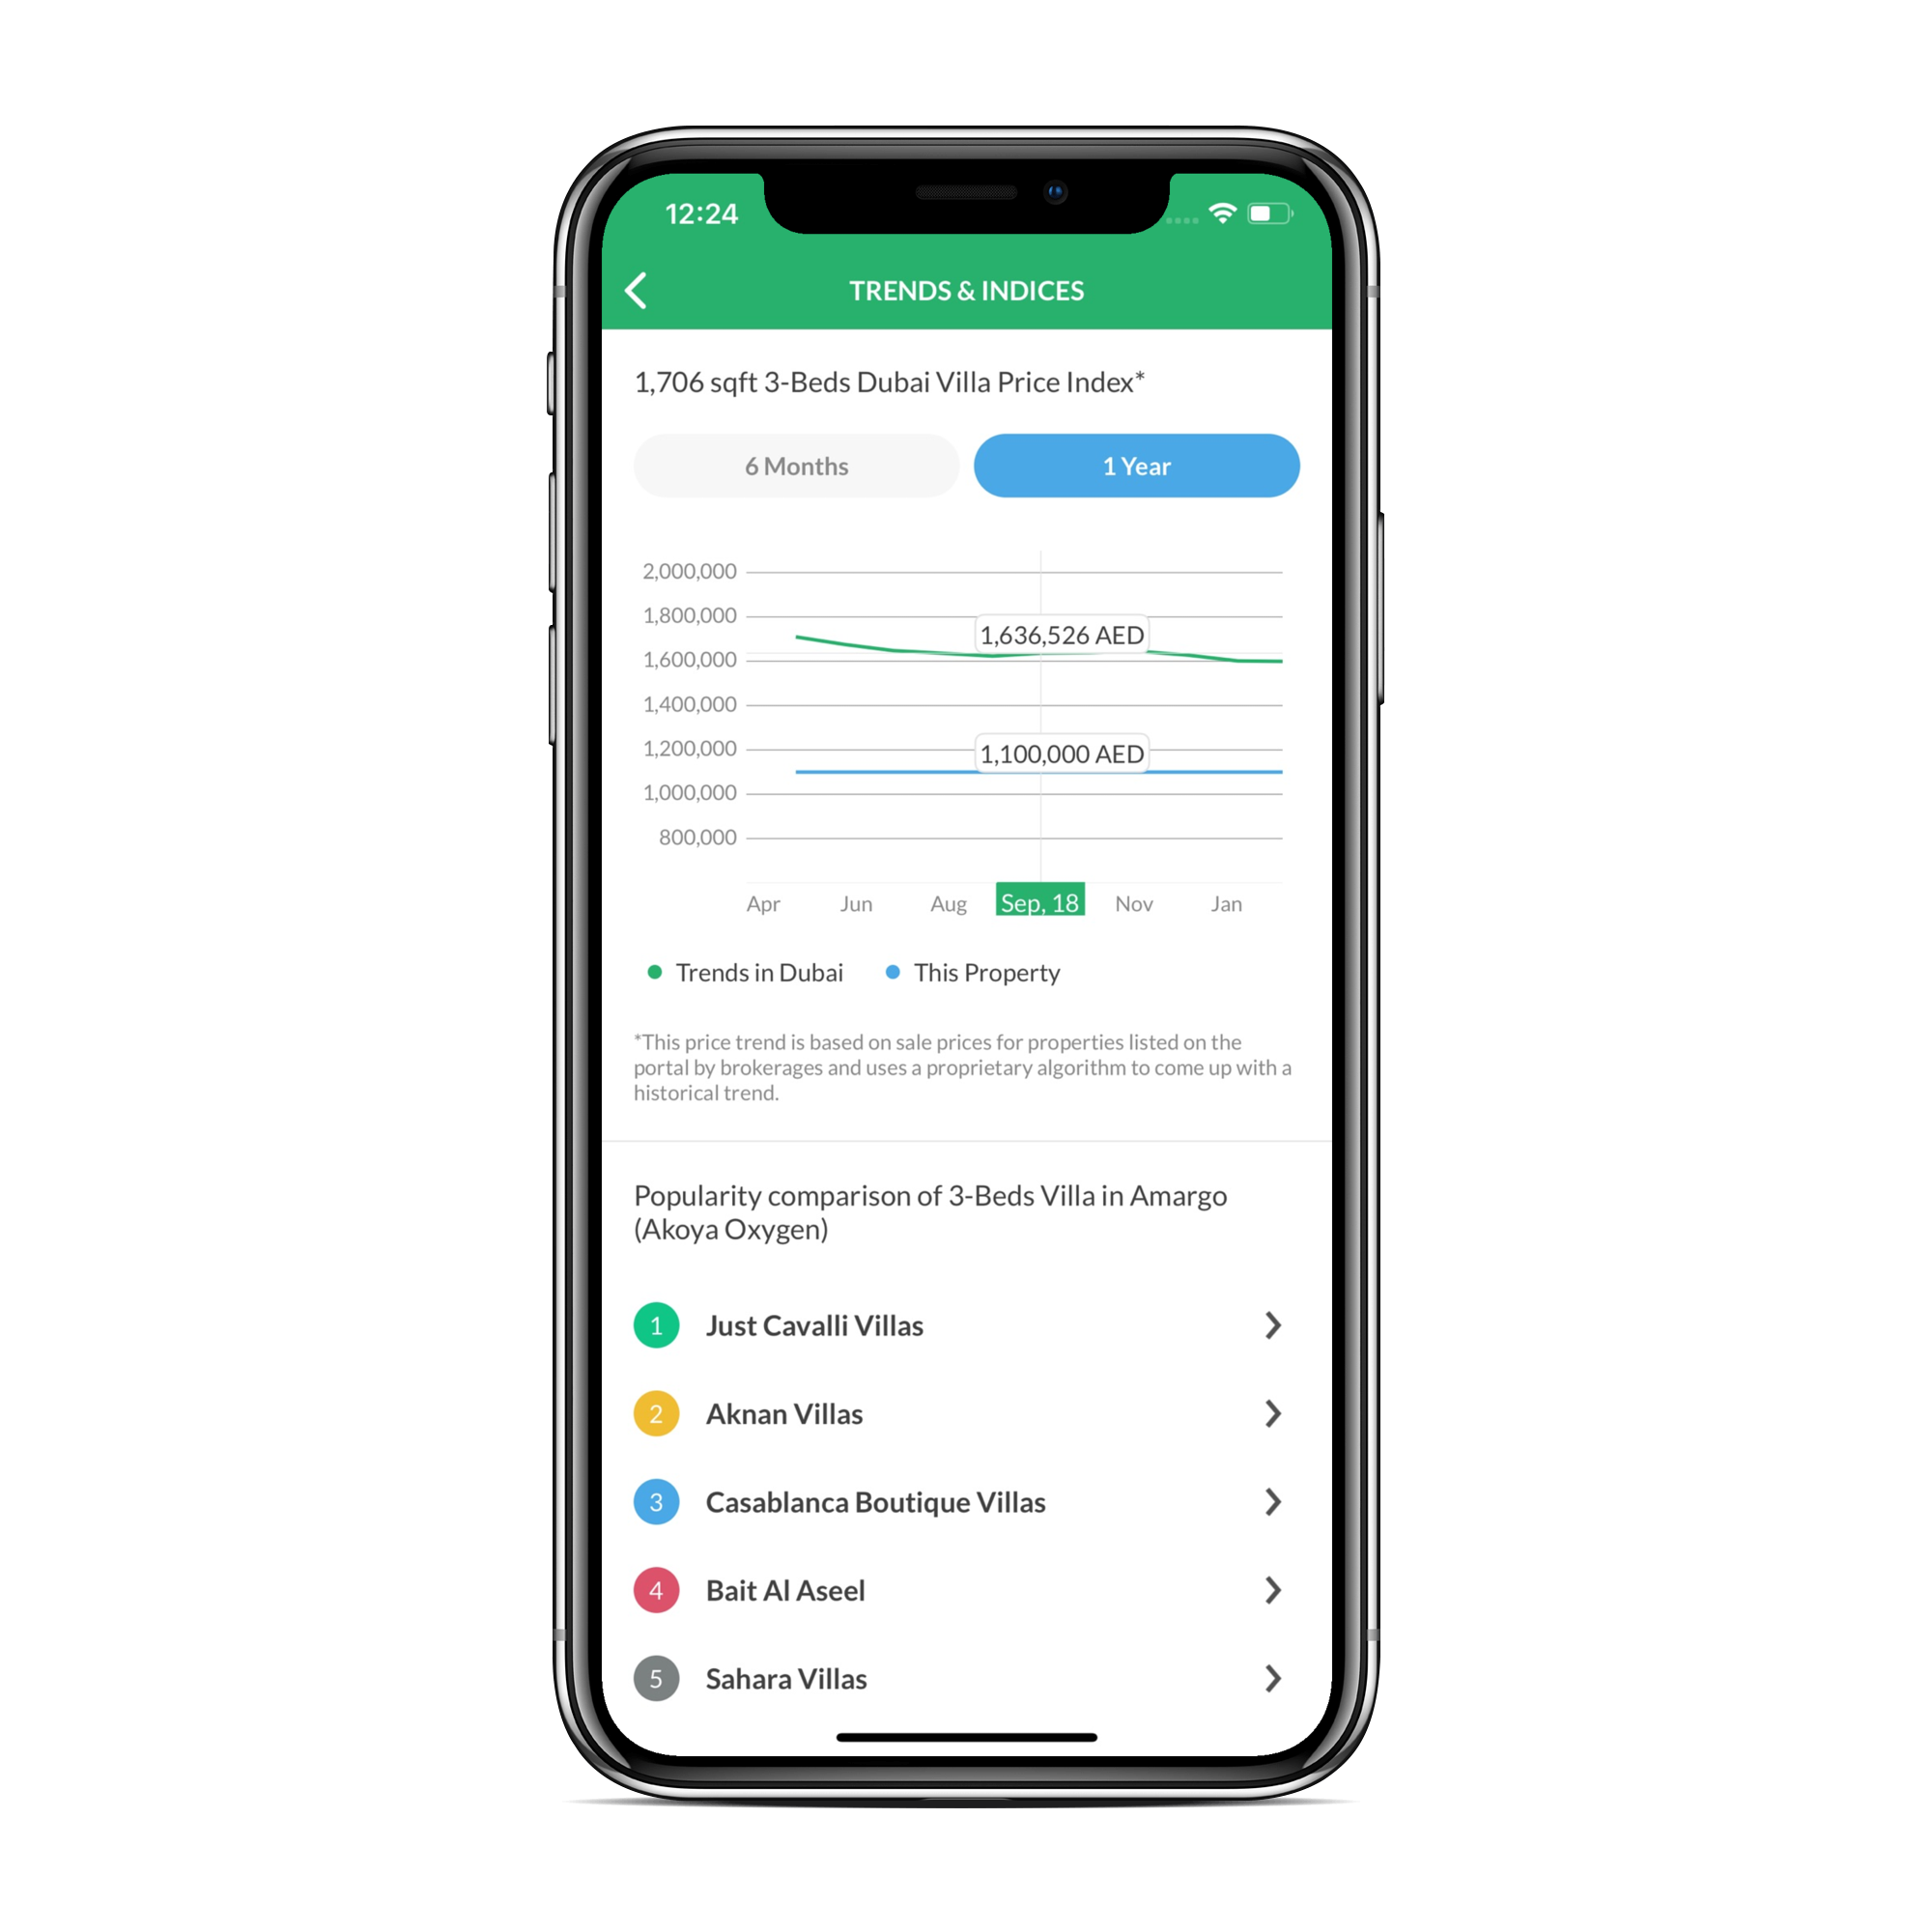 12:24
TRENDS & INDICES
1,706 sqft 3-Beds Dubai Villa Price Index*
6 Months
1 Year
2,000,000
1,800,000
1,636,526 AED
1,600,000
1,400,000
1,200,000
1,100,000 AED
1,000,000
800,000
Apr Jun Aug Sep, 18 Nov Jan
Trends in Dubai This Property
*This price trend is based on sale prices for properties listed on the
portal by brokerages and uses a proprietary algorithm to come up with a
historical trend.
Popularity comparison of 3-Beds Villa in Amargo
(Akoya Oxygen)
1 Just Cavalli Villas
2 Aknan Villas
3 Casablanca Boutique Villas
4 Bait Al Aseel
5 Sahara Villas